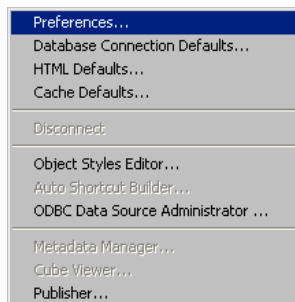 Preferences...
Database Connection Defaults...
HTML Defaults...
Cache Defaults...
Disconnect
Object Styles Editor...
Auto Shortcut Builder...
ODBC Data Source Administrator ...
Metadata Manager...
Cube Viewer...
Publisher...